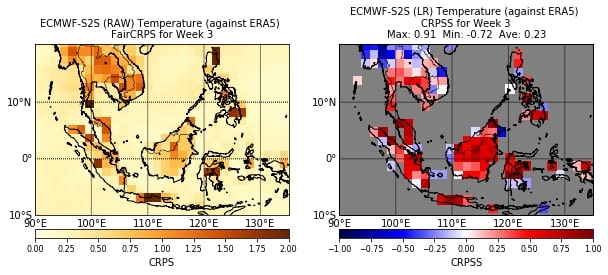 ECMWF-S2S (RAW) Temperature (against ERA5)
FairCRPS for Week 3
10°N
0°
10°S
90°E 100°E 110°E 120°E 130°E
0.00 0.25 0.50 0.75 1.00 1.25 1.50 1.75 2.00
CRPS
ECMWF-S2S (LR) Temperature (against ERA5)
CRPSS for Week 3
Max: 0.91 Min: -0.72 Ave: 0.23
10°N
0°
10°S
90°E 100°E 110°E 120°E 130°E
−1.00 −0.75 −0.50 −0.25 0.00 0.25 0.50 0.75 1.00
CRPSS